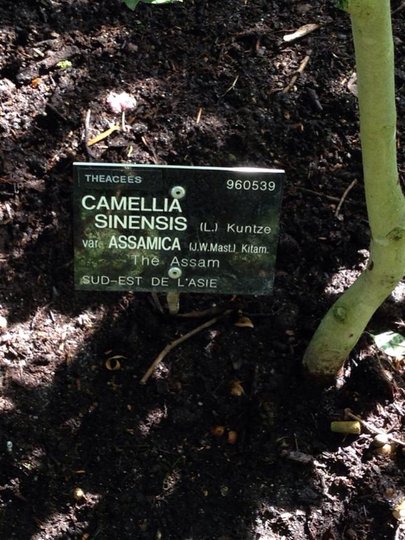 THEACEES 960539
CAMELLIA
SINENSIS (L.) Kuntze
var ASSAMICA (J.W.Mast.) Kitam.
The Assam
SUD-EST DE L'ASIE